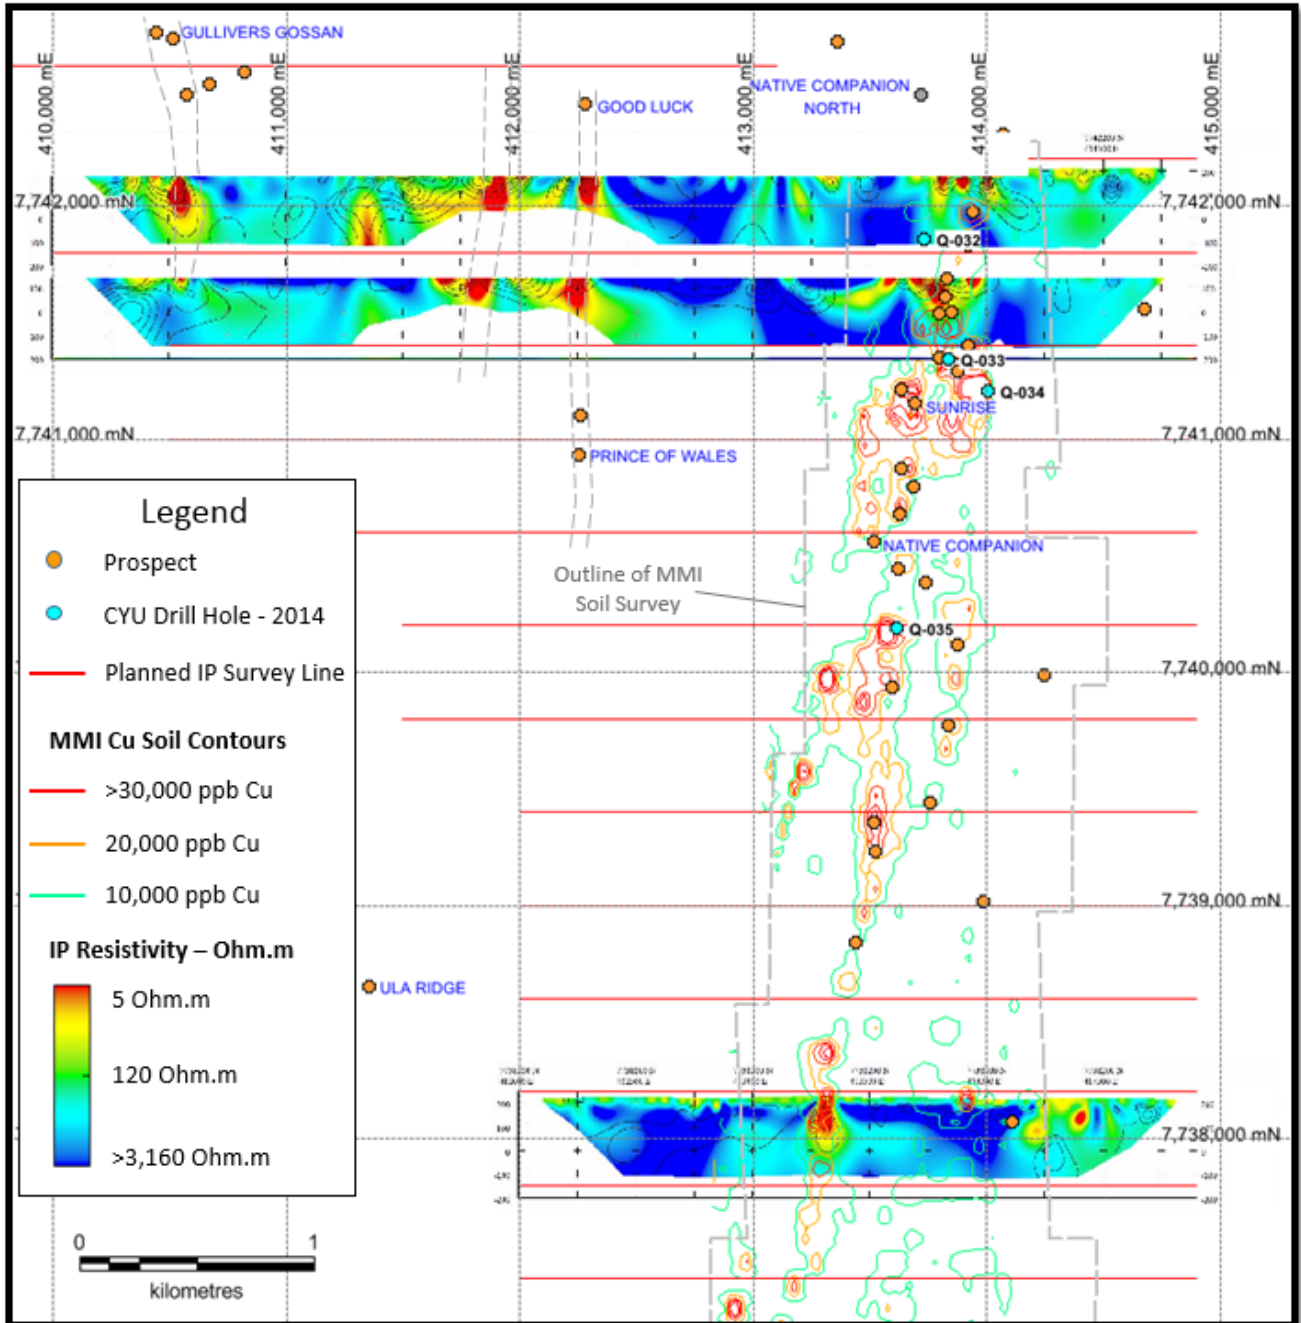 GULLIVERS GOSSAN
410,000 mE
411,000 mE
412,000 mE
413,000 mE
414,000 mE
415,000 mE
NATIVE COMPANION
NORTH
GOOD LUCK
7,742,000 mN
7,742,000 mN
Q-032
Q-033
Q-034
SUNRISE
7,741,000 mN
7,741,000 mN
PRINCE OF WALES
NATIVE COMPANION
Outline of MMI
Soil Survey
Q-035
7,740,000 mN
7,739,000 mN
ULA RIDGE
7,738,000 mN
Legend
Prospect
CYU Drill Hole - 2014
Planned IP Survey Line
MMI Cu Soil Contours
>30,000 ppb Cu
20,000 ppb Cu
10,000 ppb Cu
IP Resistivity – Ohm.m
5 Ohm.m
120 Ohm.m
>3,160 Ohm.m
0 1
kilometres